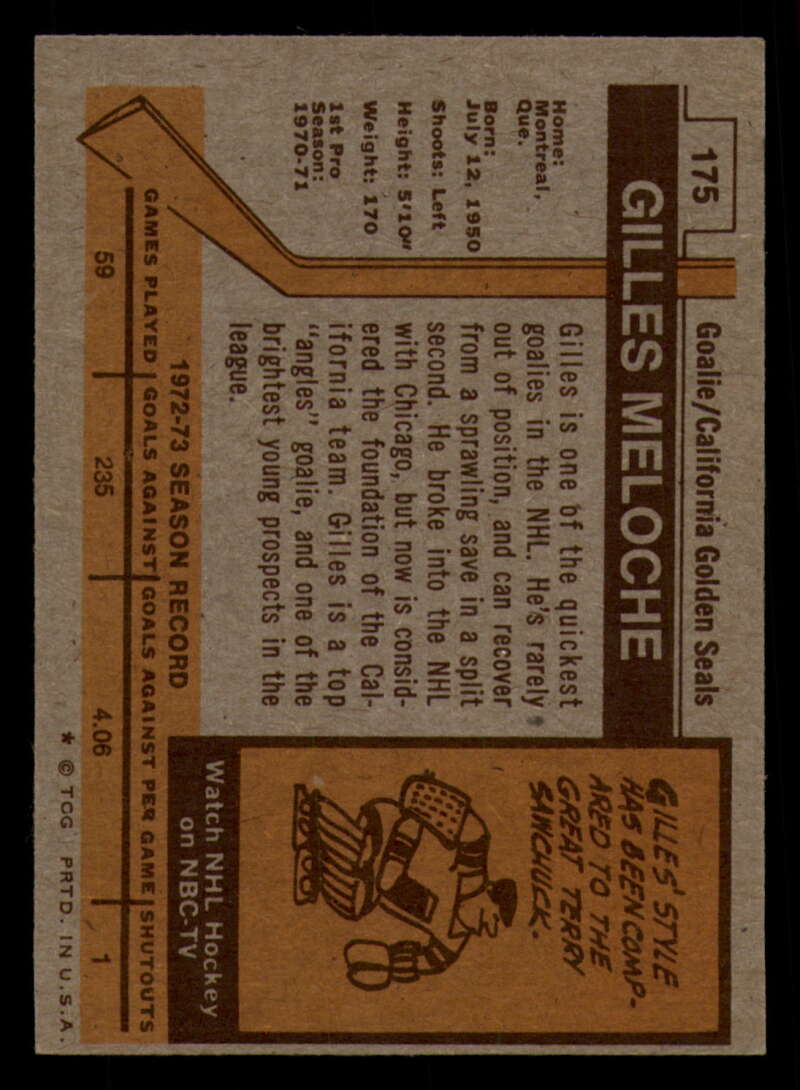 175
Goalie/California Golden Seals
GILLES MELOCHE
Home:
Montreal,
Que.
Born:
July 12, 1950
Shoots: Left
Height: 5'10"
Weight: 170
1st Pro
Season:
1970-71
Gilles is one of the quickest
goalies in the NHL. He's rarely
out of position, and can recover
from a sprawling save in a split
second. He broke into the NHL
with Chicago, but now is consid-
ered the foundation of the Cal-
ifornia team. Gilles is a top
"angles" goalie, and one of the
brightest young prospects in the
league.
GILLES' STYLE
HAS BEEN COMP-
ARED TO THE
GREAT TERRY
SAWCHUCK.
Watch NHL Hockey
on NBC-TV
1972-73 SEASON RECORD
GAMES PLAYED GOALS AGAINST GOALS AGAINST PER GAME SHUTOUTS
59 235 4.06 1
* © TCG PRTD. IN U.S.A.